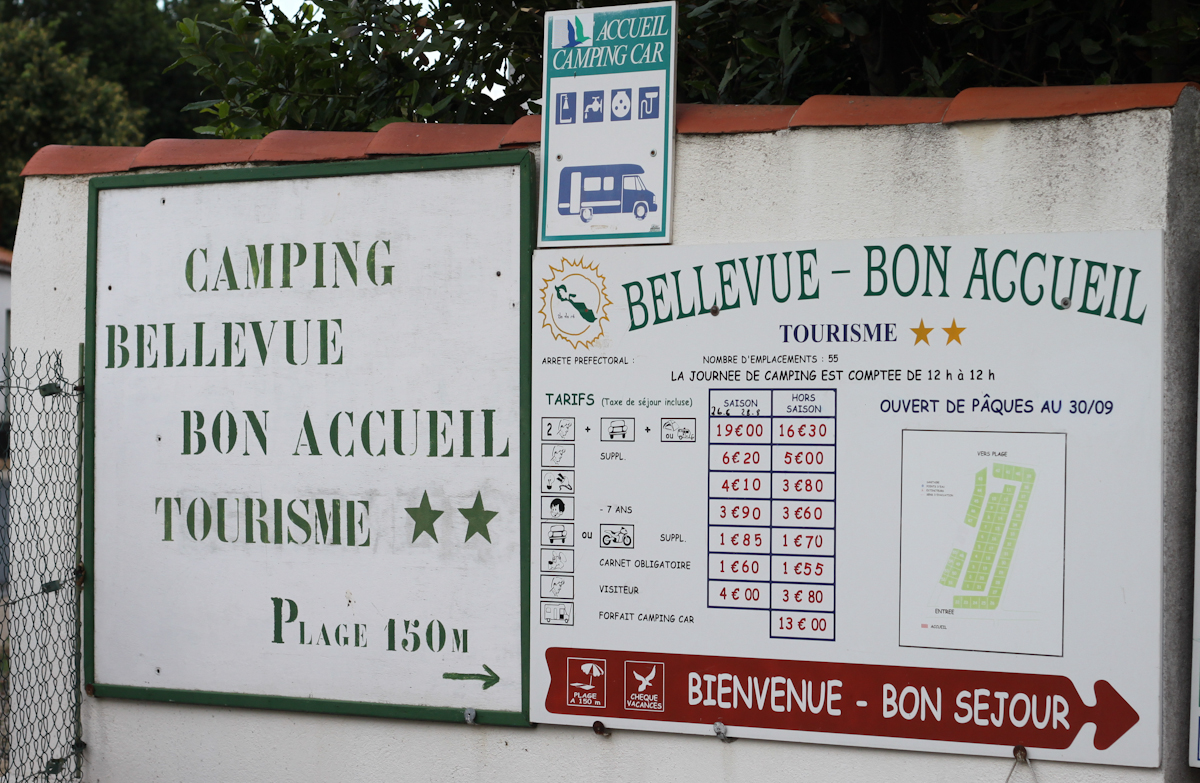 ACCUEIL
CAMPING CAR
CAMPING
BELLEVUE
BON ACCUEIL
TOURISME ★★
PLAGE 150M
→
BELLEVUE - BON ACCUEIL
TOURISME ★★
ARRETE PREFECTORAL :
NOMBRE D'EMPLACEMENTS : 55
LA JOURNEE DE CAMPING EST COMPTEE DE 12 h à 12 h
TARIFS (Taxe de séjour incluse)
SAISON HORS SAISON
2 + + ou 19€00 16€30
SUPPL. 6€20 5€00
4€10 3€80
- 7 ANS 3€90 3€60
ou SUPPL. 1€85 1€70
CARNET OBLIGATOIRE 1€60 1€55
VISITEUR 4€00 3€80
FORFAIT CAMPING CAR 13€00
OUVERT DE PÂQUES AU 30/09
VERS PLAGE
ENTREE
ACCUEIL
PLAGE
A 150 m
CHEQUE
VACANCES
BIENVENUE - BON SEJOUR